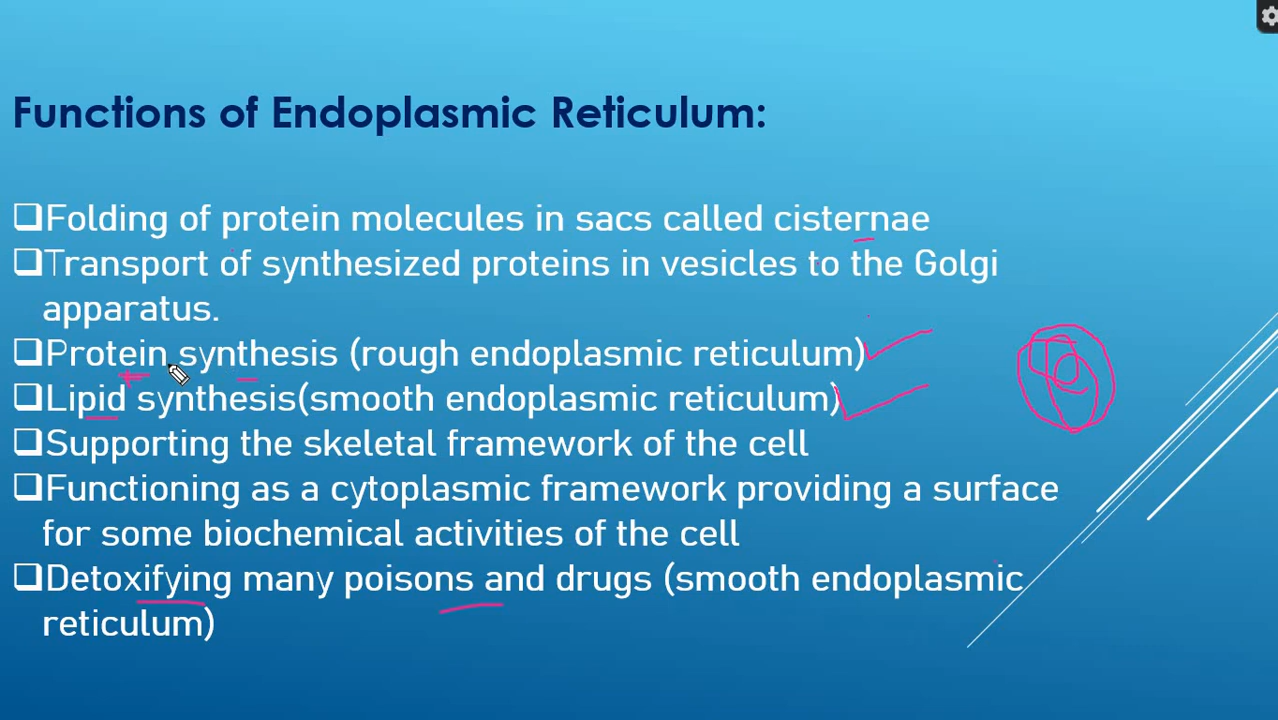 Functions of Endoplasmic Reticulum:
❑Folding of protein molecules in sacs called cisternae
❑Transport of synthesized proteins in vesicles to the Golgi
apparatus.
❑Protein synthesis (rough endoplasmic reticulum)
❑Lipid synthesis(smooth endoplasmic reticulum)
❑Supporting the skeletal framework of the cell
❑Functioning as a cytoplasmic framework providing a surface
for some biochemical activities of the cell
❑Detoxifying many poisons and drugs (smooth endoplasmic
reticulum)